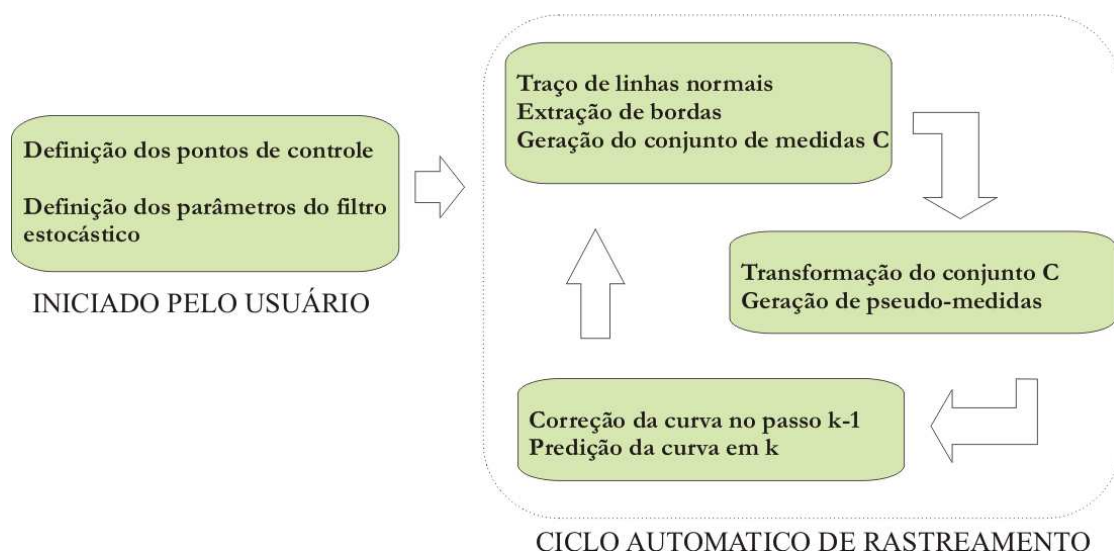 Definição dos pontos de controle
Definição dos parâmetros do filtro
estocástico
INICIADO PELO USUÁRIO
Traço de linhas normais
Extração de bordas
Geração do conjunto de medidas C
Transformação do conjunto C
Geração de pseudo-medidas
Correção da curva no passo k-1
Predição da curva em k
CICLO AUTOMATICO DE RASTREAMENTO